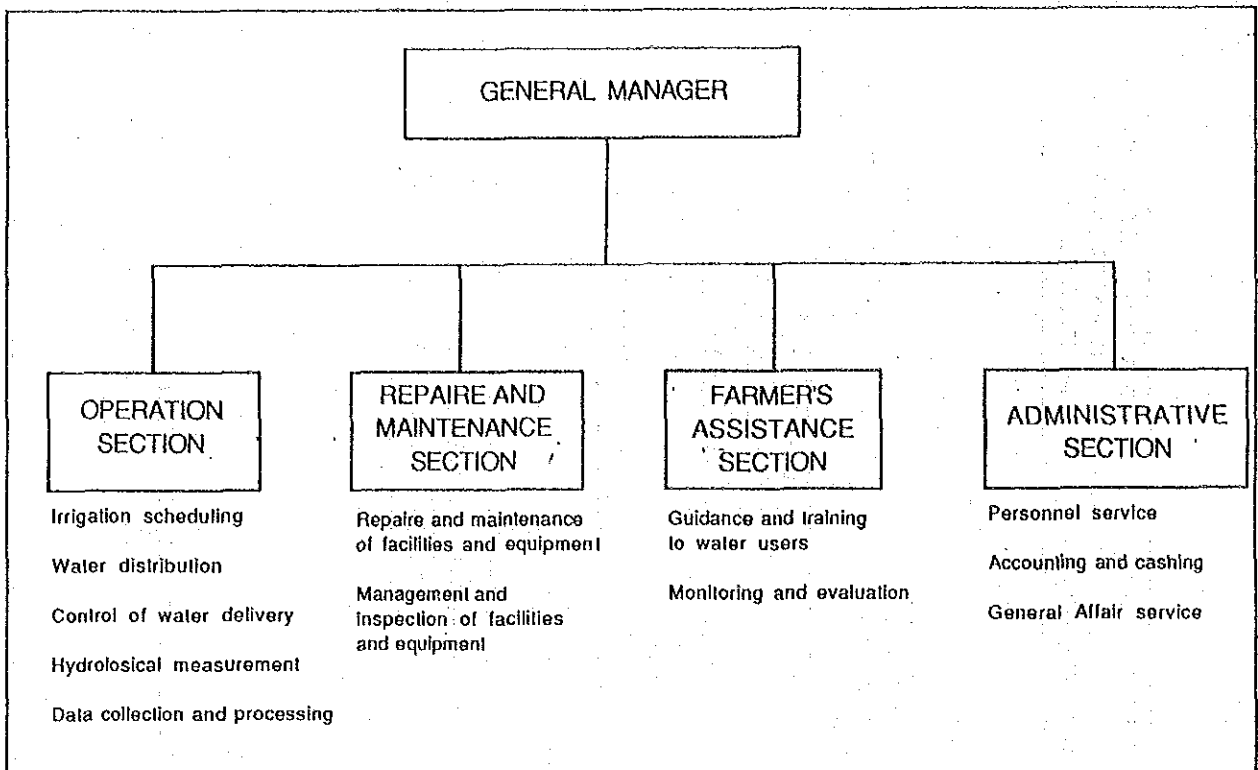 GENERAL MANAGER
OPERATION
SECTION
Irrigation scheduling
Water distribution
Control of water delivery
Hydrolosical measurement
Data collection and processing
REPAIRE AND
MAINTENANCE
SECTION
Repaire and maintenance
of facilities and equipment
Management and
inspection of facilities
and equipment
FARMER'S
ASSISTANCE
SECTION
Guidance and training
to water users
Monitoring and evaluation
ADMINISTRATIVE
SECTION
Personnel service
Accounting and cashing
General Affair service